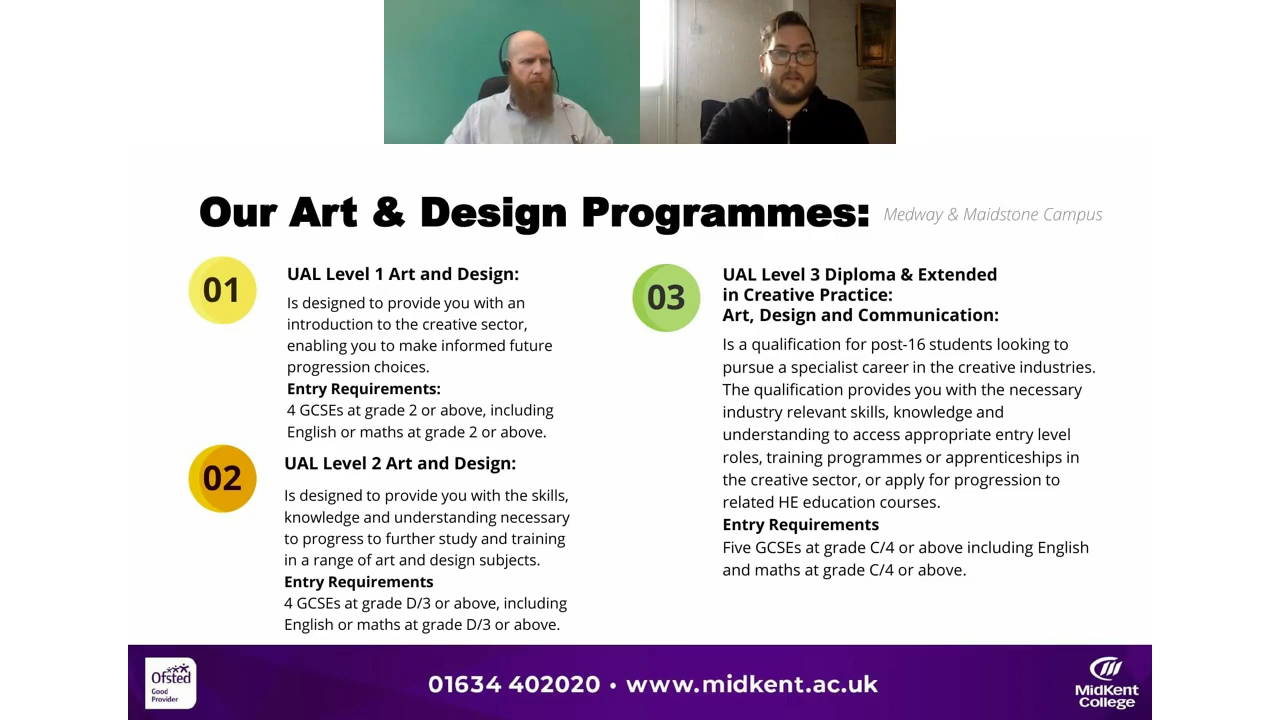 Our Art & Design Programmes:
Medway & Maidstone Campus
01
UAL Level 1 Art and Design:
Is designed to provide you with an
introduction to the creative sector,
enabling you to make informed future
progression choices.
Entry Requirements:
4 GCSEs at grade 2 or above, including
English or maths at grade 2 or above.
02
UAL Level 2 Art and Design:
Is designed to provide you with the skills,
knowledge and understanding necessary
to progress to further study and training
in a range of art and design subjects.
Entry Requirements
4 GCSEs at grade D/3 or above, including
English or maths at grade D/3 or above.
03
UAL Level 3 Diploma & Extended
in Creative Practice:
Art, Design and Communication:
Is a qualification for post-16 students looking to
pursue a specialist career in the creative industries.
The qualification provides you with the necessary
industry relevant skills, knowledge and
understanding to access appropriate entry level
roles, training programmes or apprenticeships in
the creative sector, or apply for progression to
related HE education courses.
Entry Requirements
Five GCSEs at grade C/4 or above including English
and maths at grade C/4 or above.
Ofsted
Good
Provider
01634 402020 • www.midkent.ac.uk
MidKent
College